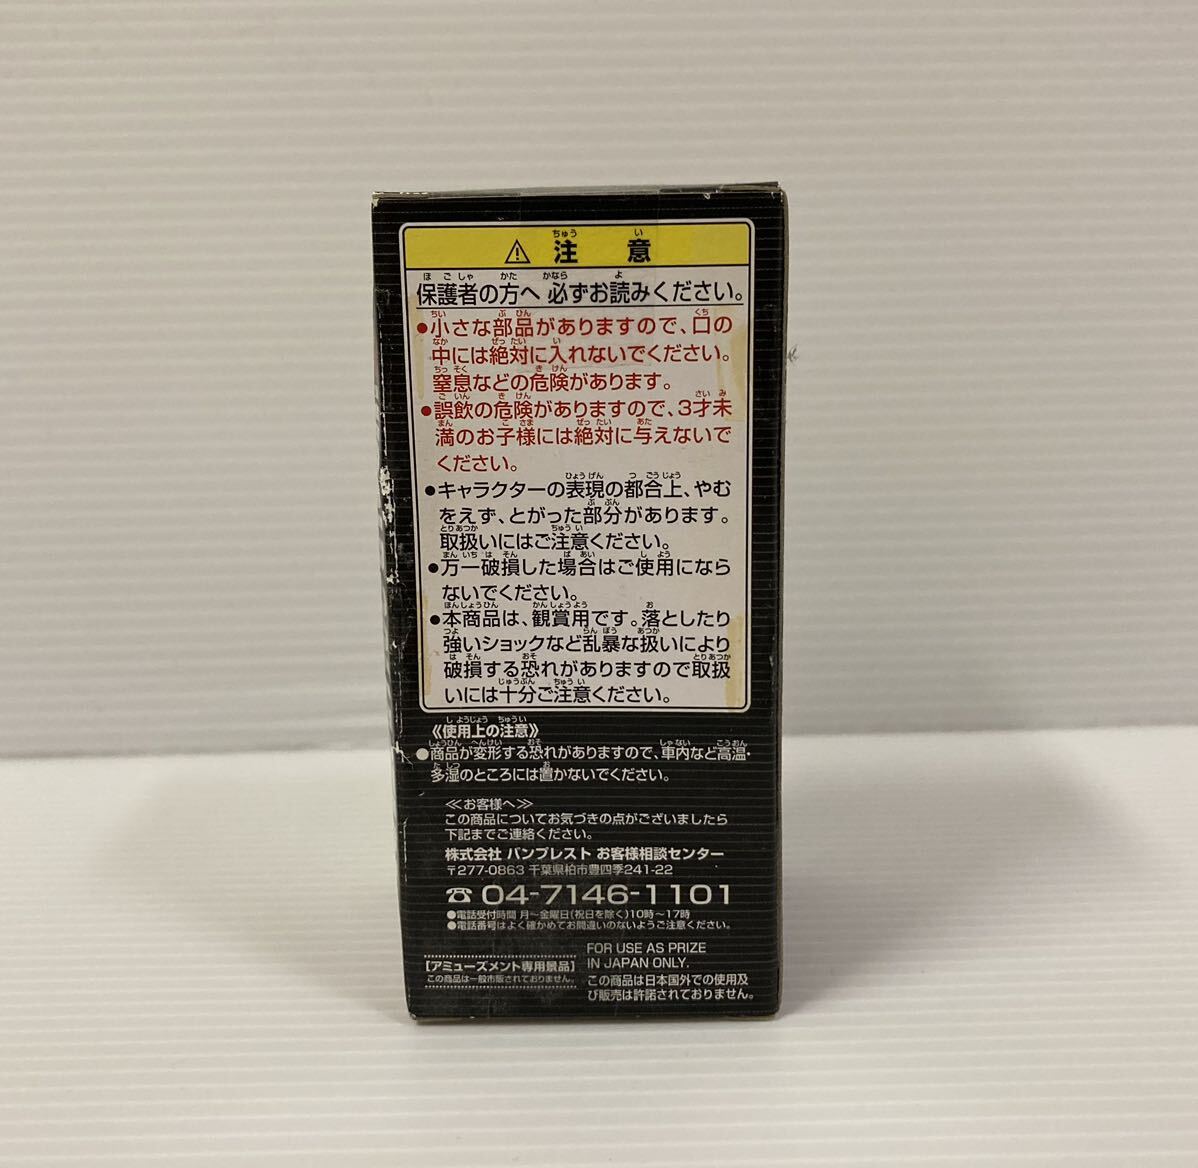 ⚠ 注意
保護者の方へ 必ずお読みください。
●小さな部品がありますので、口の
中には絶対に入れないでください。
窒息などの危険があります。
●誤飲の危険がありますので、3才未
満のお子様には絶対に与えないで
ください。
●キャラクターの表現の都合上、やむ
をえず、とがった部分があります。
取扱いにはご注意ください。
●万一破損した場合はご使用になら
ないでください。
●本商品は、観賞用です。落としたり
強いショックなど乱暴な扱いにより
破損する恐れがありますので取扱
いには十分ご注意ください。
《使用上の注意》
●商品が変形する恐れがありますので、車内など高温・
多湿のところには置かないでください。
≪お客様へ≫
この商品についてお気づきの点がございましたら
下記までご連絡ください。
株式会社 バンプレスト お客様相談センター
〒277-0863 千葉県柏市豊四季241-22
☎ 04-7146-1101
●電話受付時間 月〜金曜日(祝日を除く)10時〜17時
●電話番号はよく確かめてお間違いのないようご注意ください。
[アミューズメント専用景品]
この商品は一般市販されておりません。
FOR USE AS PRIZE
IN JAPAN ONLY.
この商品は日本国外での使用及
び販売は許諾されておりません。